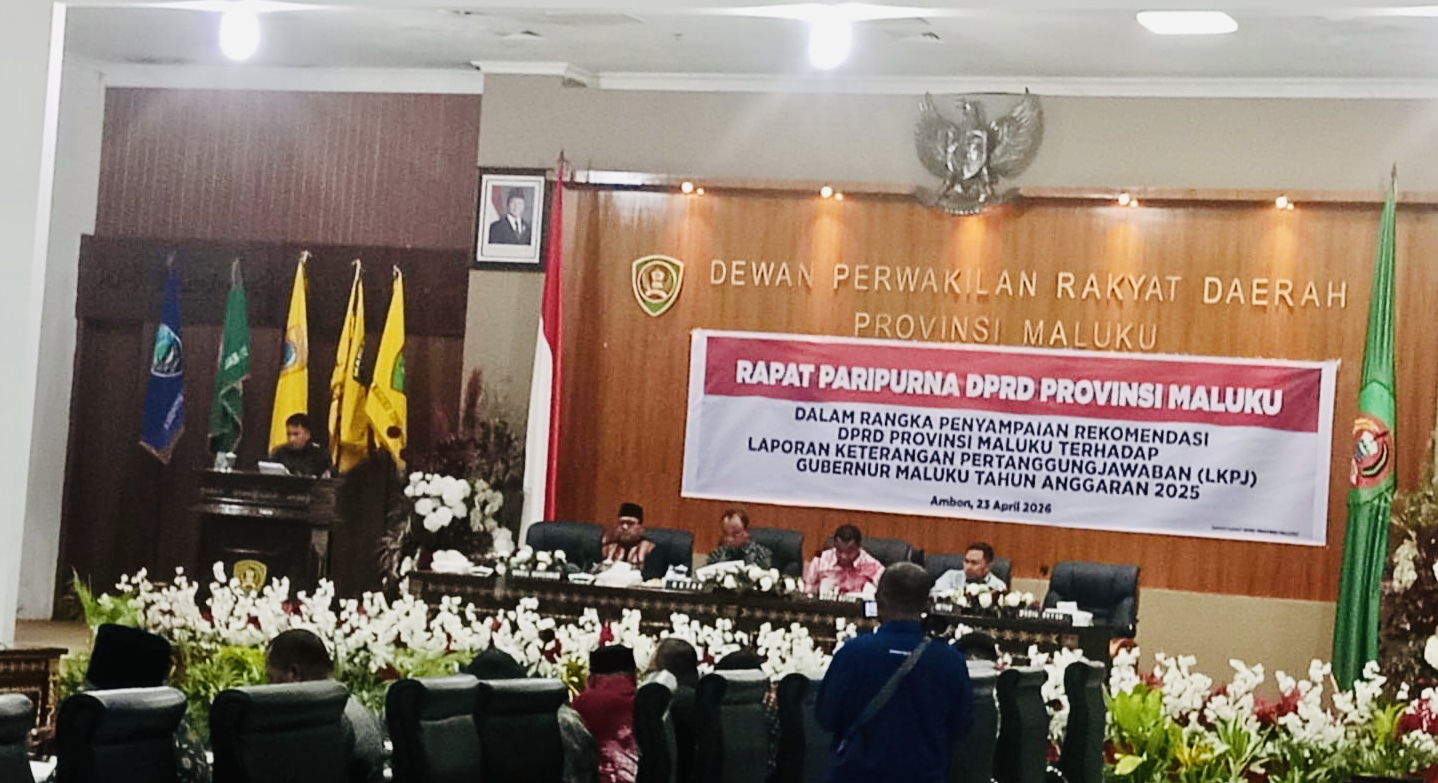 DEWAN PERWAKILAN RAKYAT DAERAH
PROVINSI MALUKU
RAPAT PARIPURNA DPRD PROVINSI MALUKU
DALAM RANGKA PENYAMPAIAN REKOMENDASI
DPRD PROVINSI MALUKU TERHADAP
LAPORAN KETERANGAN PERTANGGUNGJAWABAN (LKPJ)
GUBERNUR MALUKU TAHUN ANGGARAN 2025
Ambon, 23 April 2026